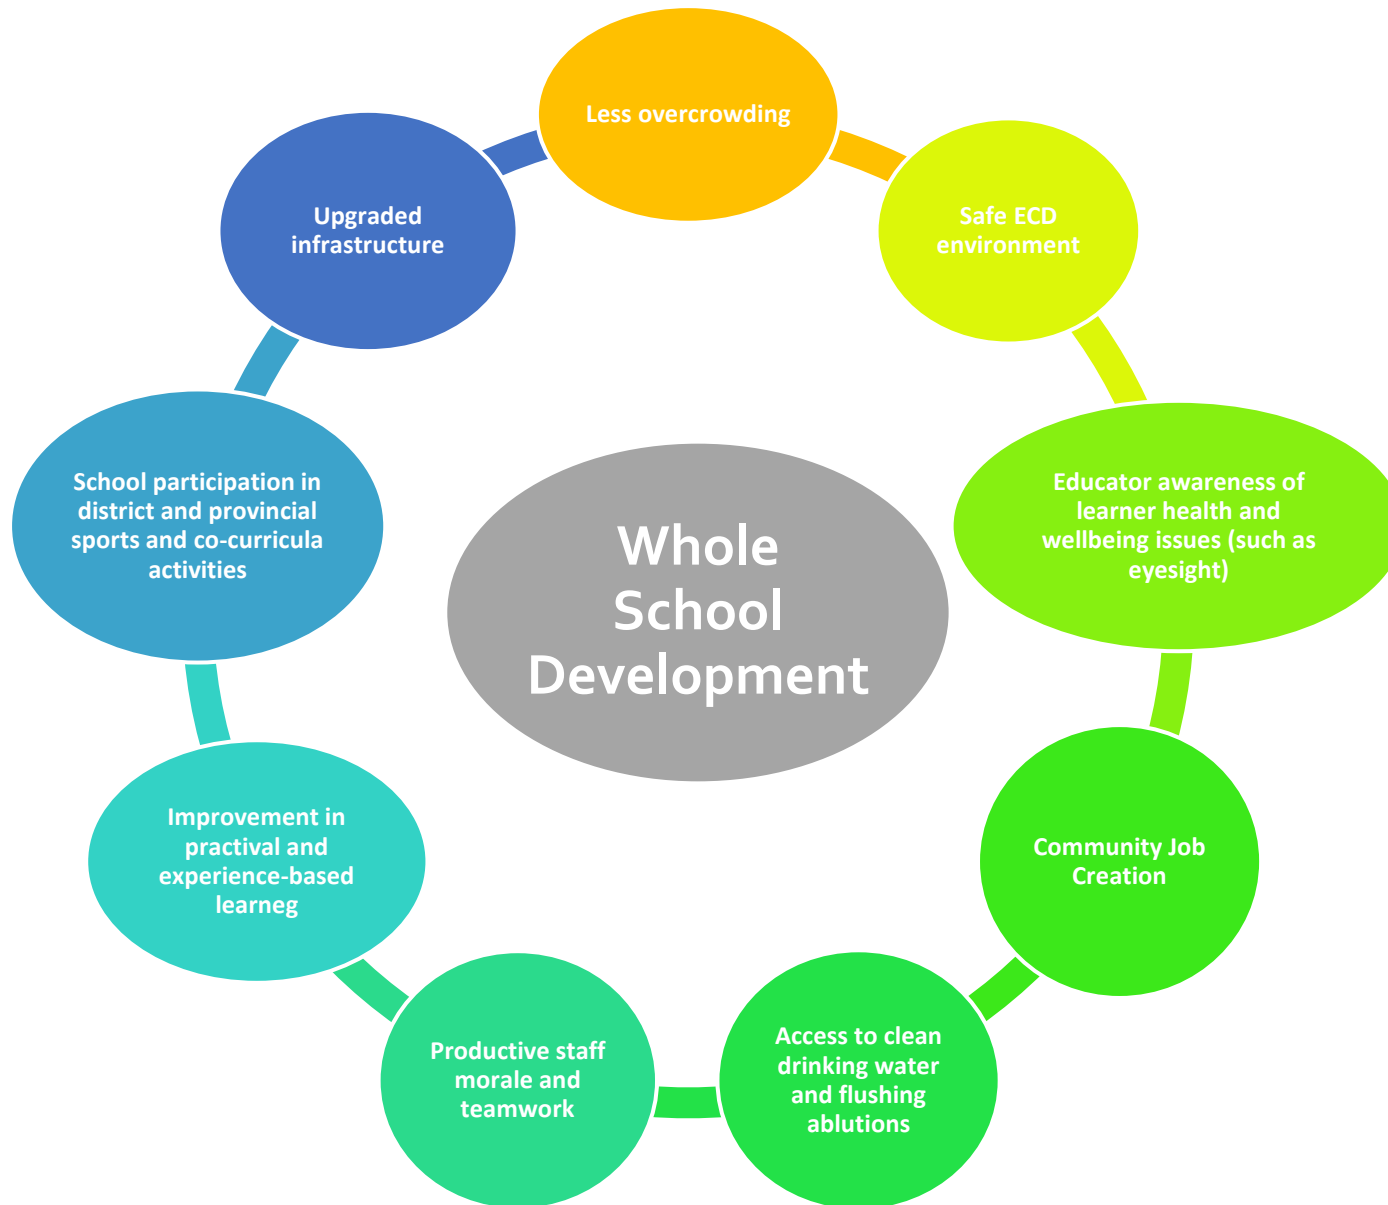 Less overcrowding
Safe ECD
environment
Educator awareness of
learner health and
wellbeing issues (such as
eyesight)
Community Job
Creation
Access to clean
drinking water
and flushing
ablutions
Productive staff
morale and
teamwork
Improvement in
practival and
experience-based
learneg
School participation in
district and provincial
sports and co-curricula
activities
Upgraded
infrastructure
Whole
School
Development